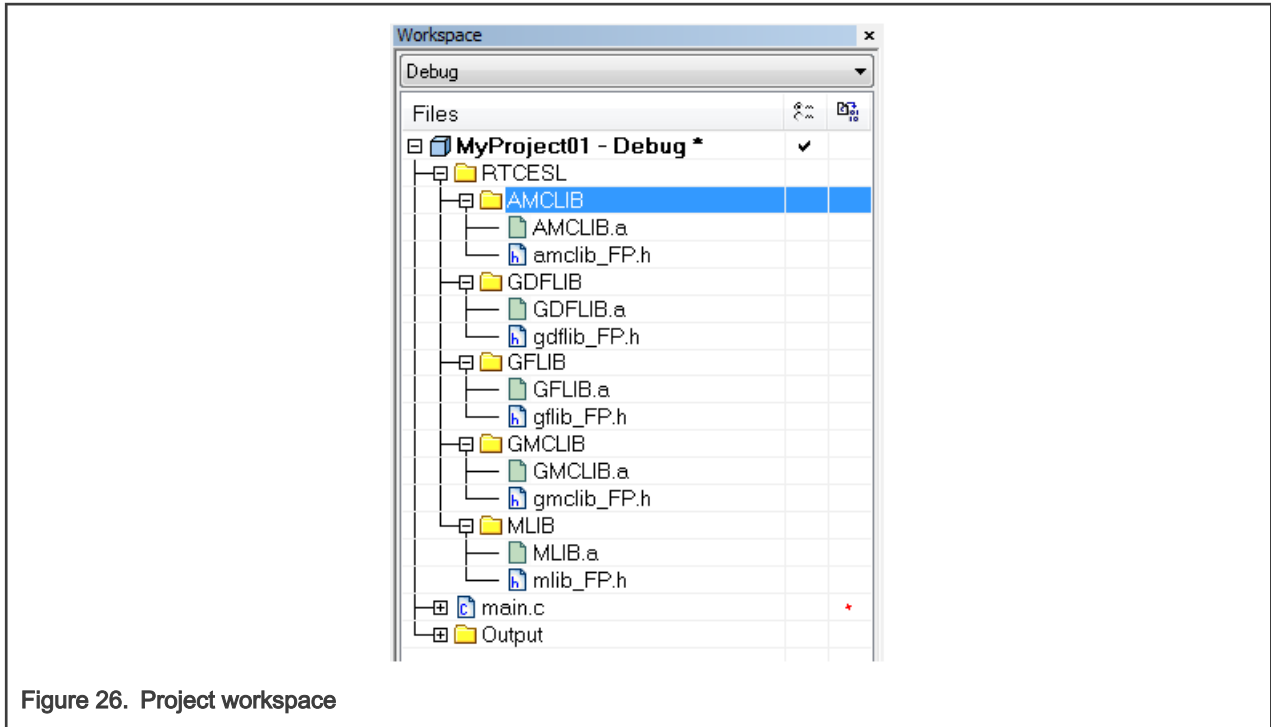 Workspace
Debug
Files
MyProject01 - Debug *
RTCESL
AMCLIB
AMCLIB.a
amclib_FP.h
GDFLIB
GDFLIB.a
gdflib_FP.h
GFLIB
GFLIB.a
gflib_FP.h
GMCLIB
GMCLIB.a
gmclib_FP.h
MLIB
MLIB.a
mlib_FP.h
main.c
Output
Figure 26. Project workspace